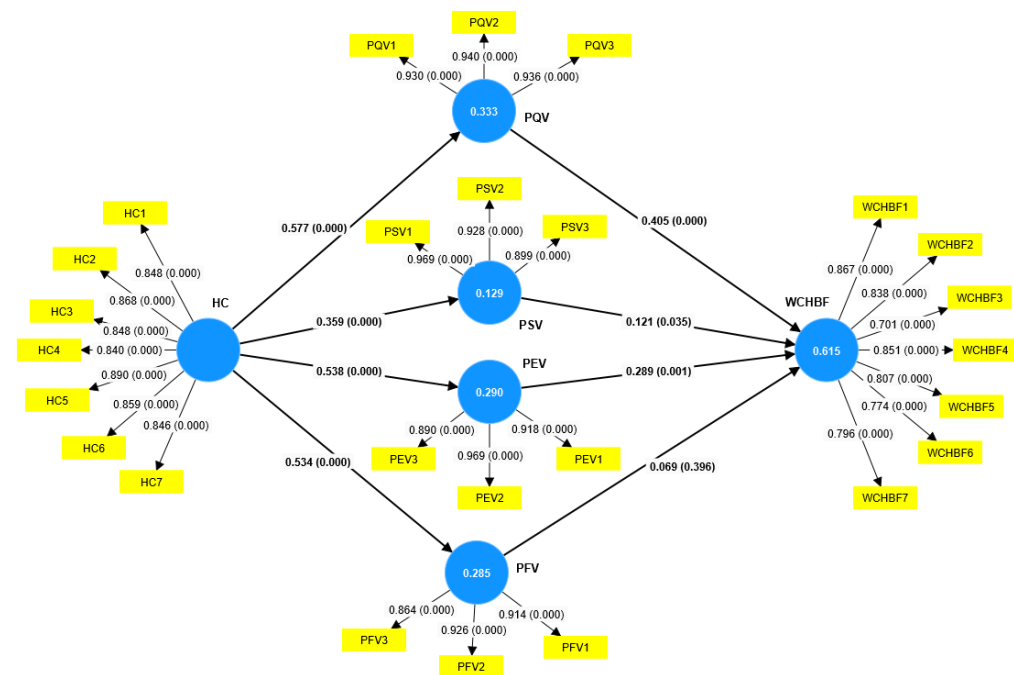 PQV2
PQV1
PQV3
0.940 (0.000)
0.930 (0.000)
0.936 (0.000)
0.333
PQV
PSV2
HC1
WCHBF1
0.577 (0.000)
PSV1
0.928 (0.000)
PSV3
0.405 (0.000)
HC2
0.969 (0.000)
0.899 (0.000)
WCHBF2
0.848 (0.000)
0.867 (0.000)
0.868 (0.000)
0.838 (0.000)
HC
0.129
WCHBF
WCHBF3
HC3
0.359 (0.000)
PSV
0.121 (0.035)
0.701 (0.000)
0.848 (0.000)
HC4
0.840 (0.000)
0.615
0.851 (0.000)
WCHBF4
PEV
0.538 (0.000)
0.289 (0.001)
0.890 (0.000)
0.290
0.807 (0.000)
HC5
0.859 (0.000)
0.774 (0.000)
WCHBF5
0.846 (0.000)
0.890 (0.000)
0.918 (0.000)
0.796 (0.000)
HC6
PEV3
0.969 (0.000)
PEV1
WCHBF6
0.534 (0.000)
0.069 (0.396)
HC7
PEV2
WCHBF7
0.285
PFV
0.864 (0.000)
0.914 (0.000)
0.926 (0.000)
PFV3
PFV1
PFV2